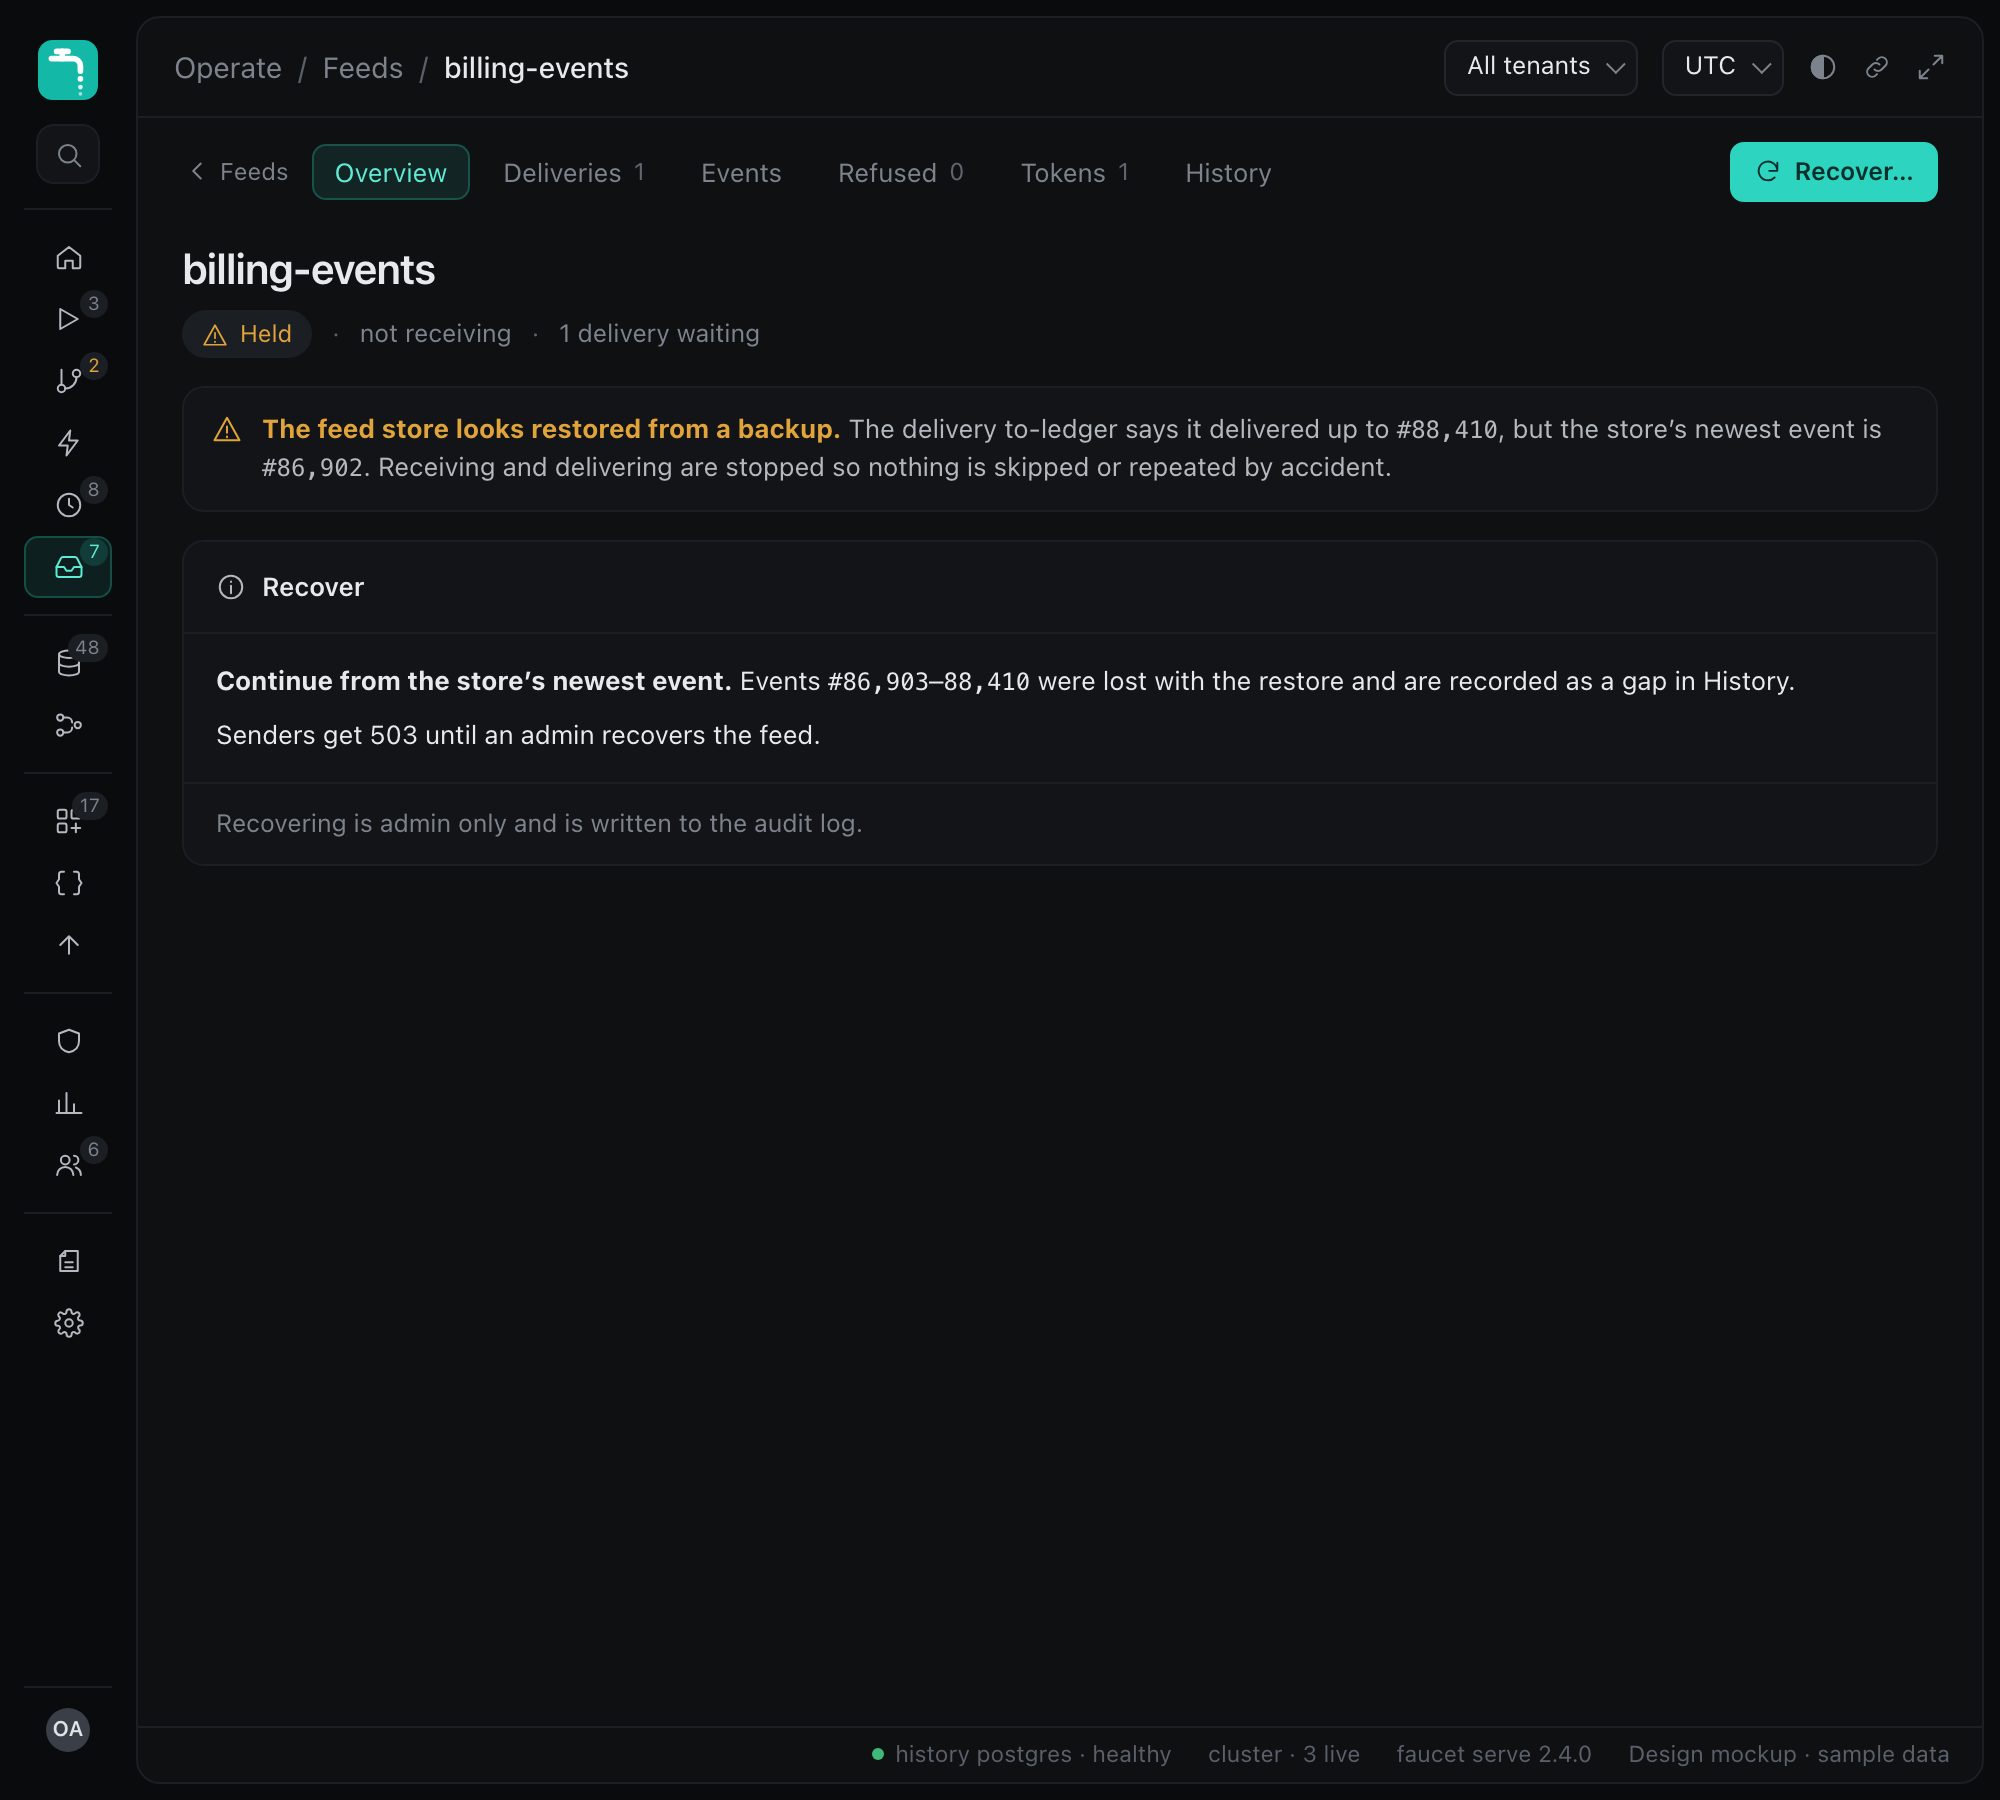 Operate / Feeds / billing-events
All tenants
UTC
Feeds
Overview
Deliveries 1
Events
Refused 0
Tokens 1
History
Recover...
3
2
8
7
48
17
6
OA
billing-events
Held · not receiving · 1 delivery waiting
The feed store looks restored from a backup. The delivery to-ledger says it delivered up to #88,410, but the store’s newest event is
#86,902. Receiving and delivering are stopped so nothing is skipped or repeated by accident.
Recover
Continue from the store’s newest event. Events #86,903–88,410 were lost with the restore and are recorded as a gap in History.
Senders get 503 until an admin recovers the feed.
Recovering is admin only and is written to the audit log.
history postgres · healthy
cluster · 3 live
faucet serve 2.4.0
Design mockup · sample data